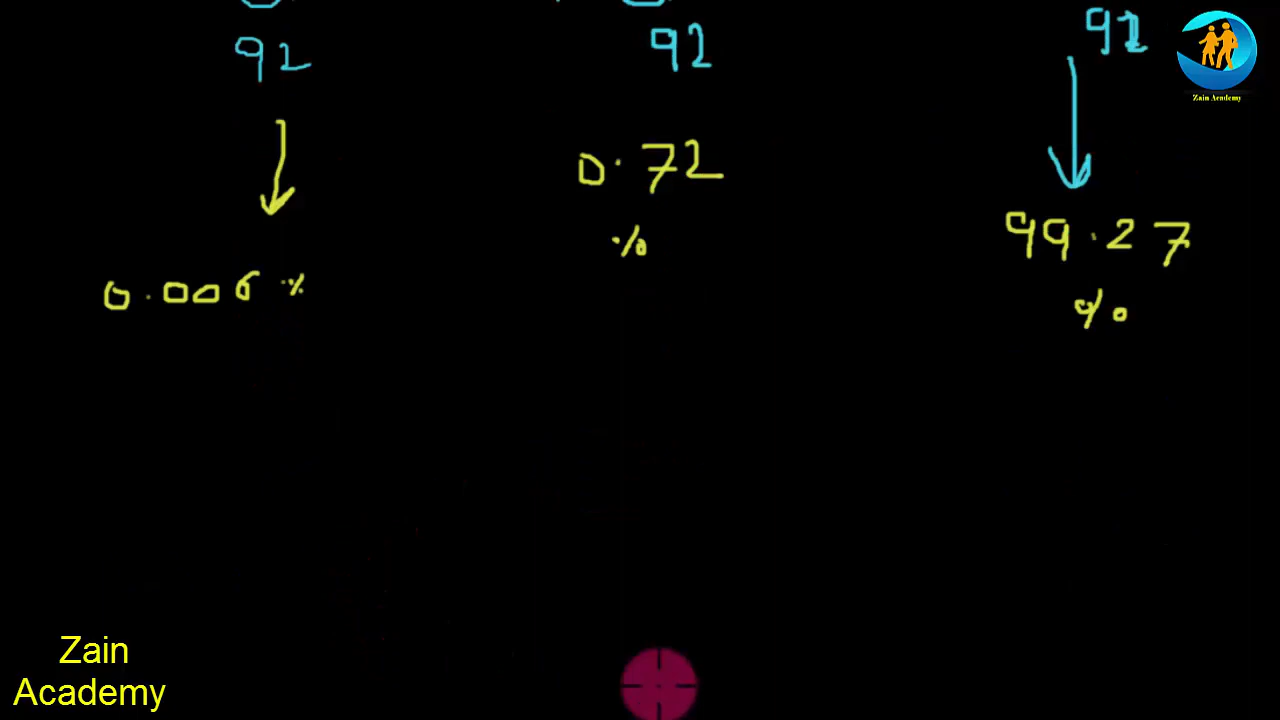 92 92 92
Zain Academy
0.72
%
99.27
0.006 %
%
Zain
Academy